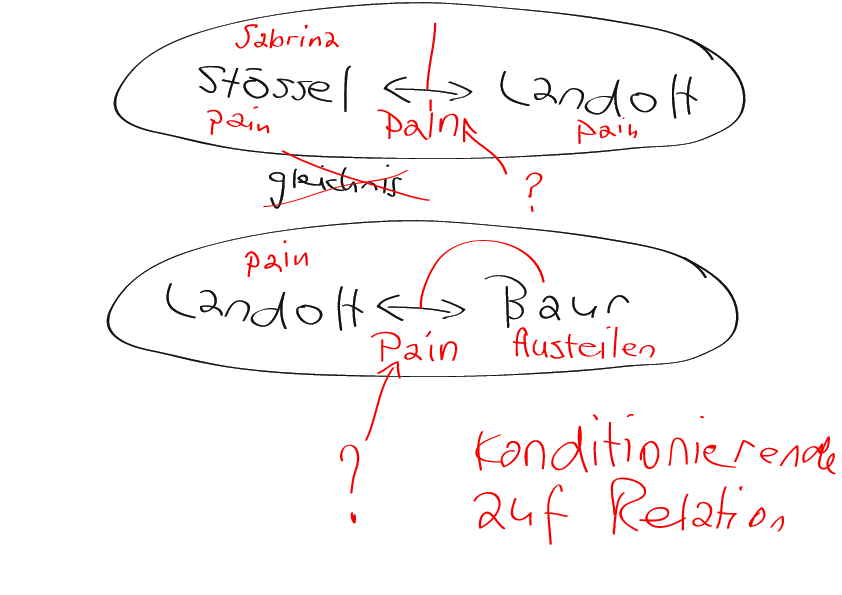 Sabrina
Stössel ↔ Landolt
pain pain pain
gleichnis
?
pain
Landolt ↔ Baur
Pain Austeilen
?
Konditionierende
auf Relation